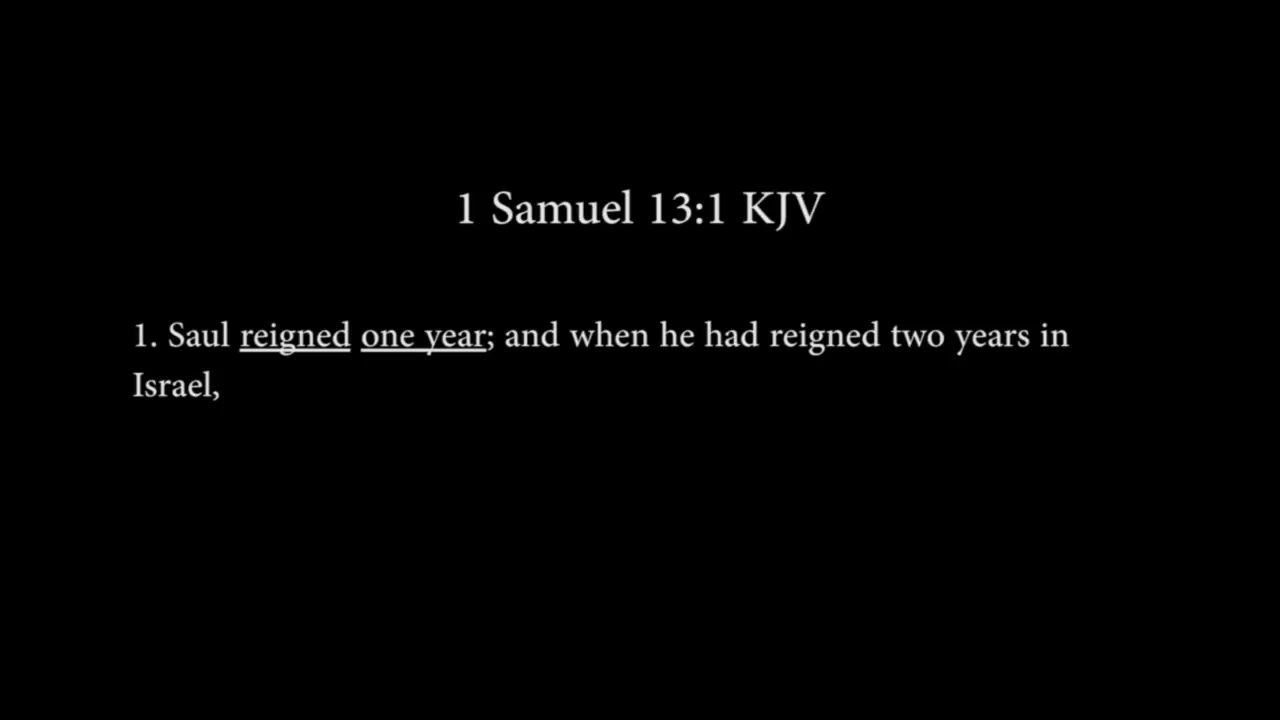 1 Samuel 13:1 KJV
1. Saul reigned one year; and when he had reigned two years in
Israel,